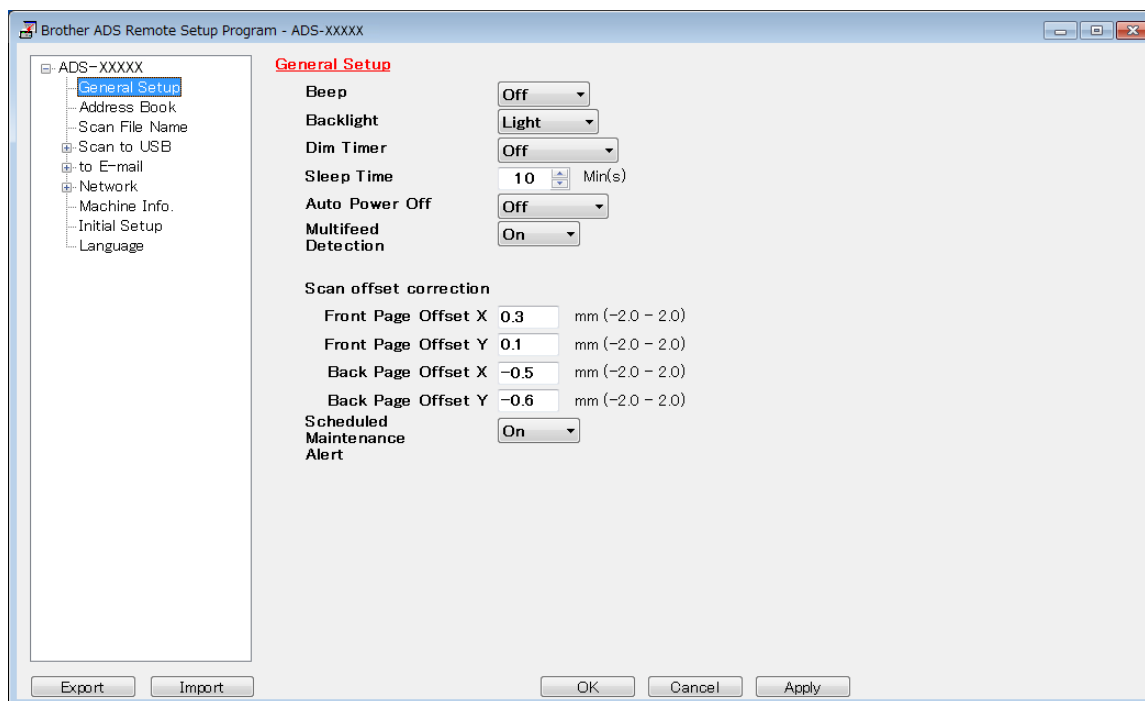 Brother ADS Remote Setup Program - ADS-XXXXX
ADS-XXXXX
General Setup
Address Book
Scan File Name
Scan to USB
to E-mail
Network
Machine Info.
Initial Setup
Language
General Setup
Beep Off
Backlight Light
Dim Timer Off
Sleep Time 10 Min(s)
Auto Power Off Off
Multifeed
Detection On
Scan offset correction
Front Page Offset X 0.3 mm (-2.0 - 2.0)
Front Page Offset Y 0.1 mm (-2.0 - 2.0)
Back Page Offset X -0.5 mm (-2.0 - 2.0)
Back Page Offset Y -0.6 mm (-2.0 - 2.0)
Scheduled
Maintenance
Alert On
Export Import OK Cancel Apply